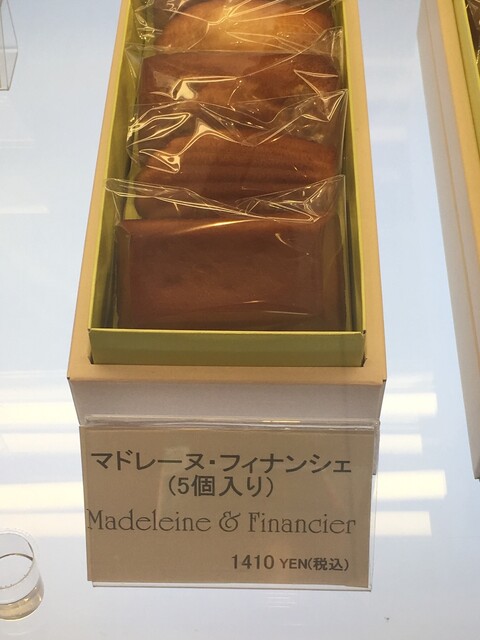 マドレーヌ・フィナンシェ
(5個入り)
Madeleine & Financier
1410 YEN(税込)